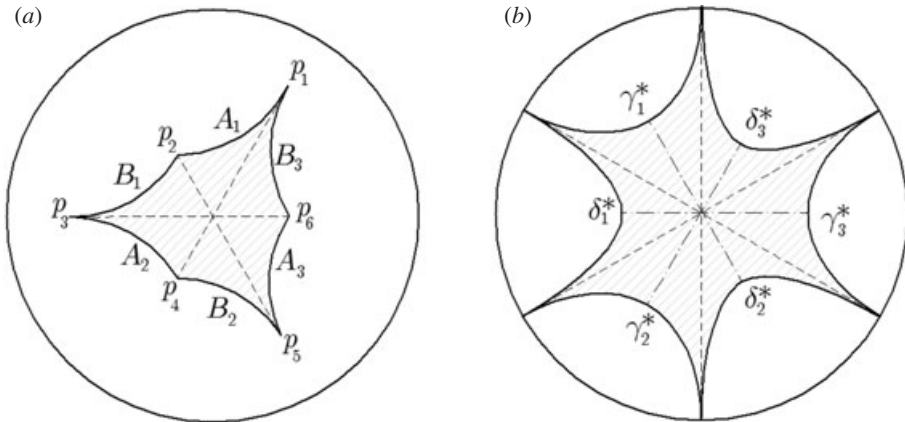 (a)
p₁
A₁
p₂
B₃
B₁
p₃
p₆
A₂
A₃
p₄
B₂
p₅
(b)
γ₁*
δ₃*
δ₁*
γ₃*
γ₂*
δ₂*